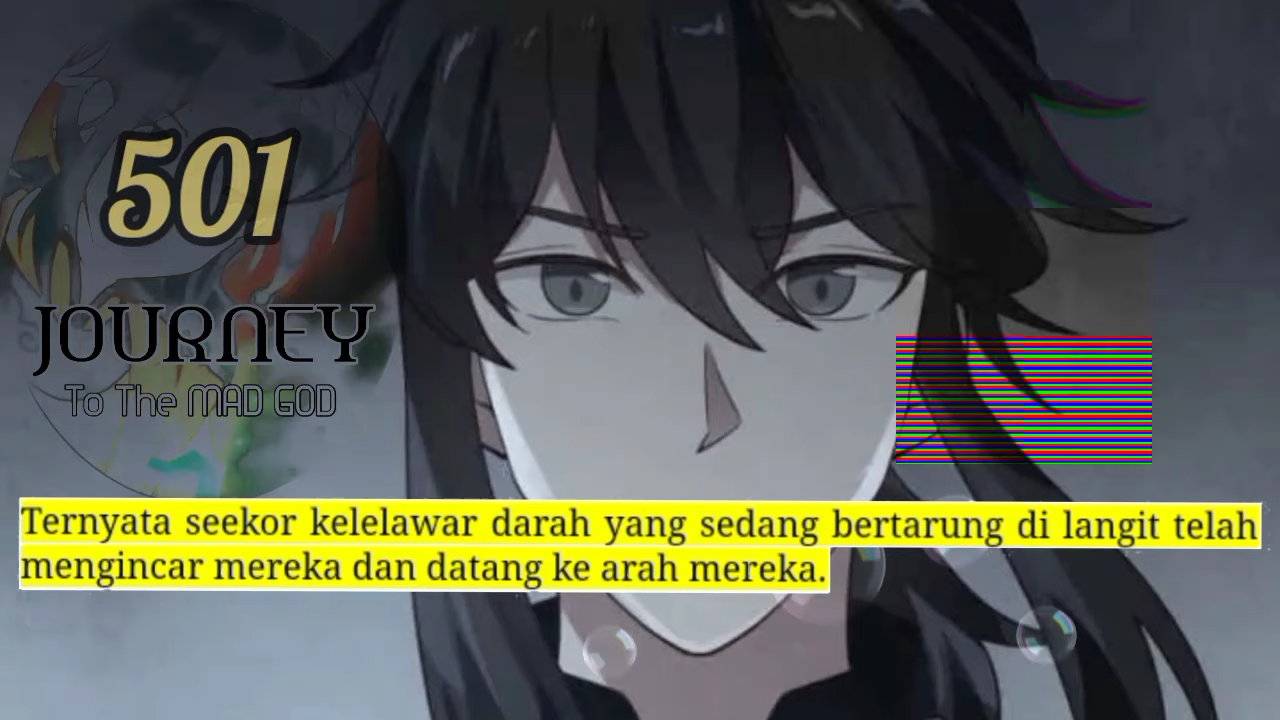 501
JOURNEY
To The MAD GOD
Ternyata seekor kelelawar darah yang sedang bertarung di langit telah
mengincar mereka dan datang ke arah mereka.